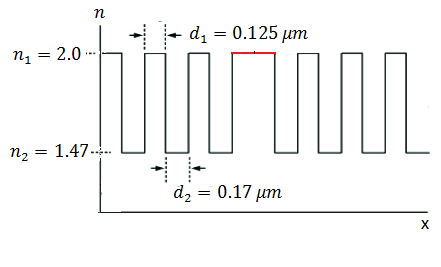 n
d₁ = 0.125 μm
n₁ = 2.0
n₂ = 1.47
d₂ = 0.17 μm
x